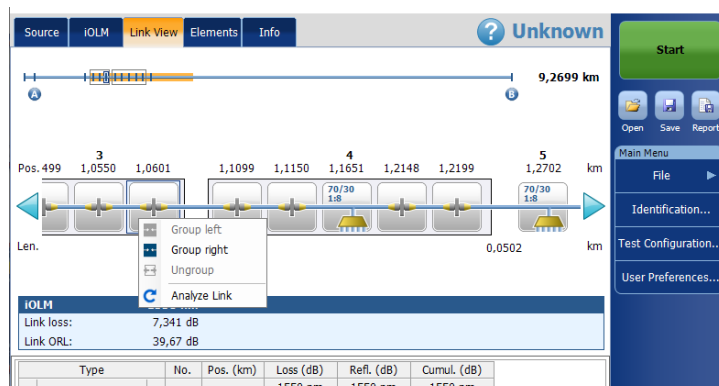 Source iOLM Link View Elements Info ? Unknown
Start
9,2699 km
A B
Open Save Report
3 4 5
Main Menu
Pos. 499 1,0550 1,0601 1,1099 1,1150 1,1651 1,2148 1,2199 1,2702 km
File
70/30 70/30
1:8 1:8
Identification...
Group left
Len. 0,0502 km
Test Configuration..
Group right
Ungroup
User Preferences...
Analyze Link
iOLM
Link loss: 7,341 dB
Link ORL: 39,67 dB
Type No. Pos. (km) Loss (dB) Refl. (dB) Cumul. (dB)